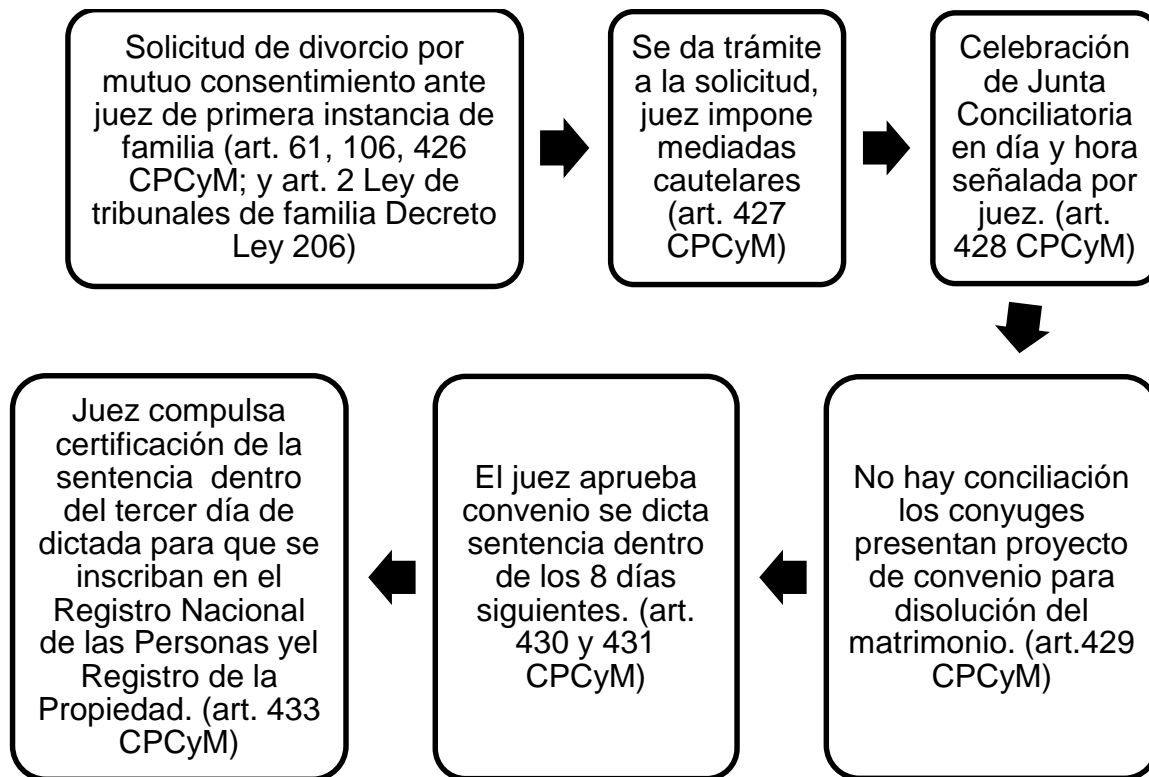 Solicitud de divorcio por
mutuo consentimiento ante
juez de primera instancia de
familia (art. 61, 106, 426
CPCyM; y art. 2 Ley de
tribunales de familia Decreto
Ley 206)
Se da trámite
a la solicitud,
juez impone
mediadas
cautelares
(art. 427
CPCyM)
Celebración
de Junta
Conciliatoria
en día y hora
señalada por
juez. (art.
428 CPCyM)
No hay conciliación
los conyuges
presentan proyecto
de convenio para
disolución del
matrimonio. (art.429
CPCyM)
El juez aprueba
convenio se dicta
sentencia dentro
de los 8 días
siguientes. (art.
430 y 431
CPCyM)
Juez compulsa
certificación de la
sentencia dentro
del tercer día de
dictada para que se
inscriban en el
Registro Nacional
de las Personas yel
Registro de la
Propiedad. (art. 433
CPCyM)